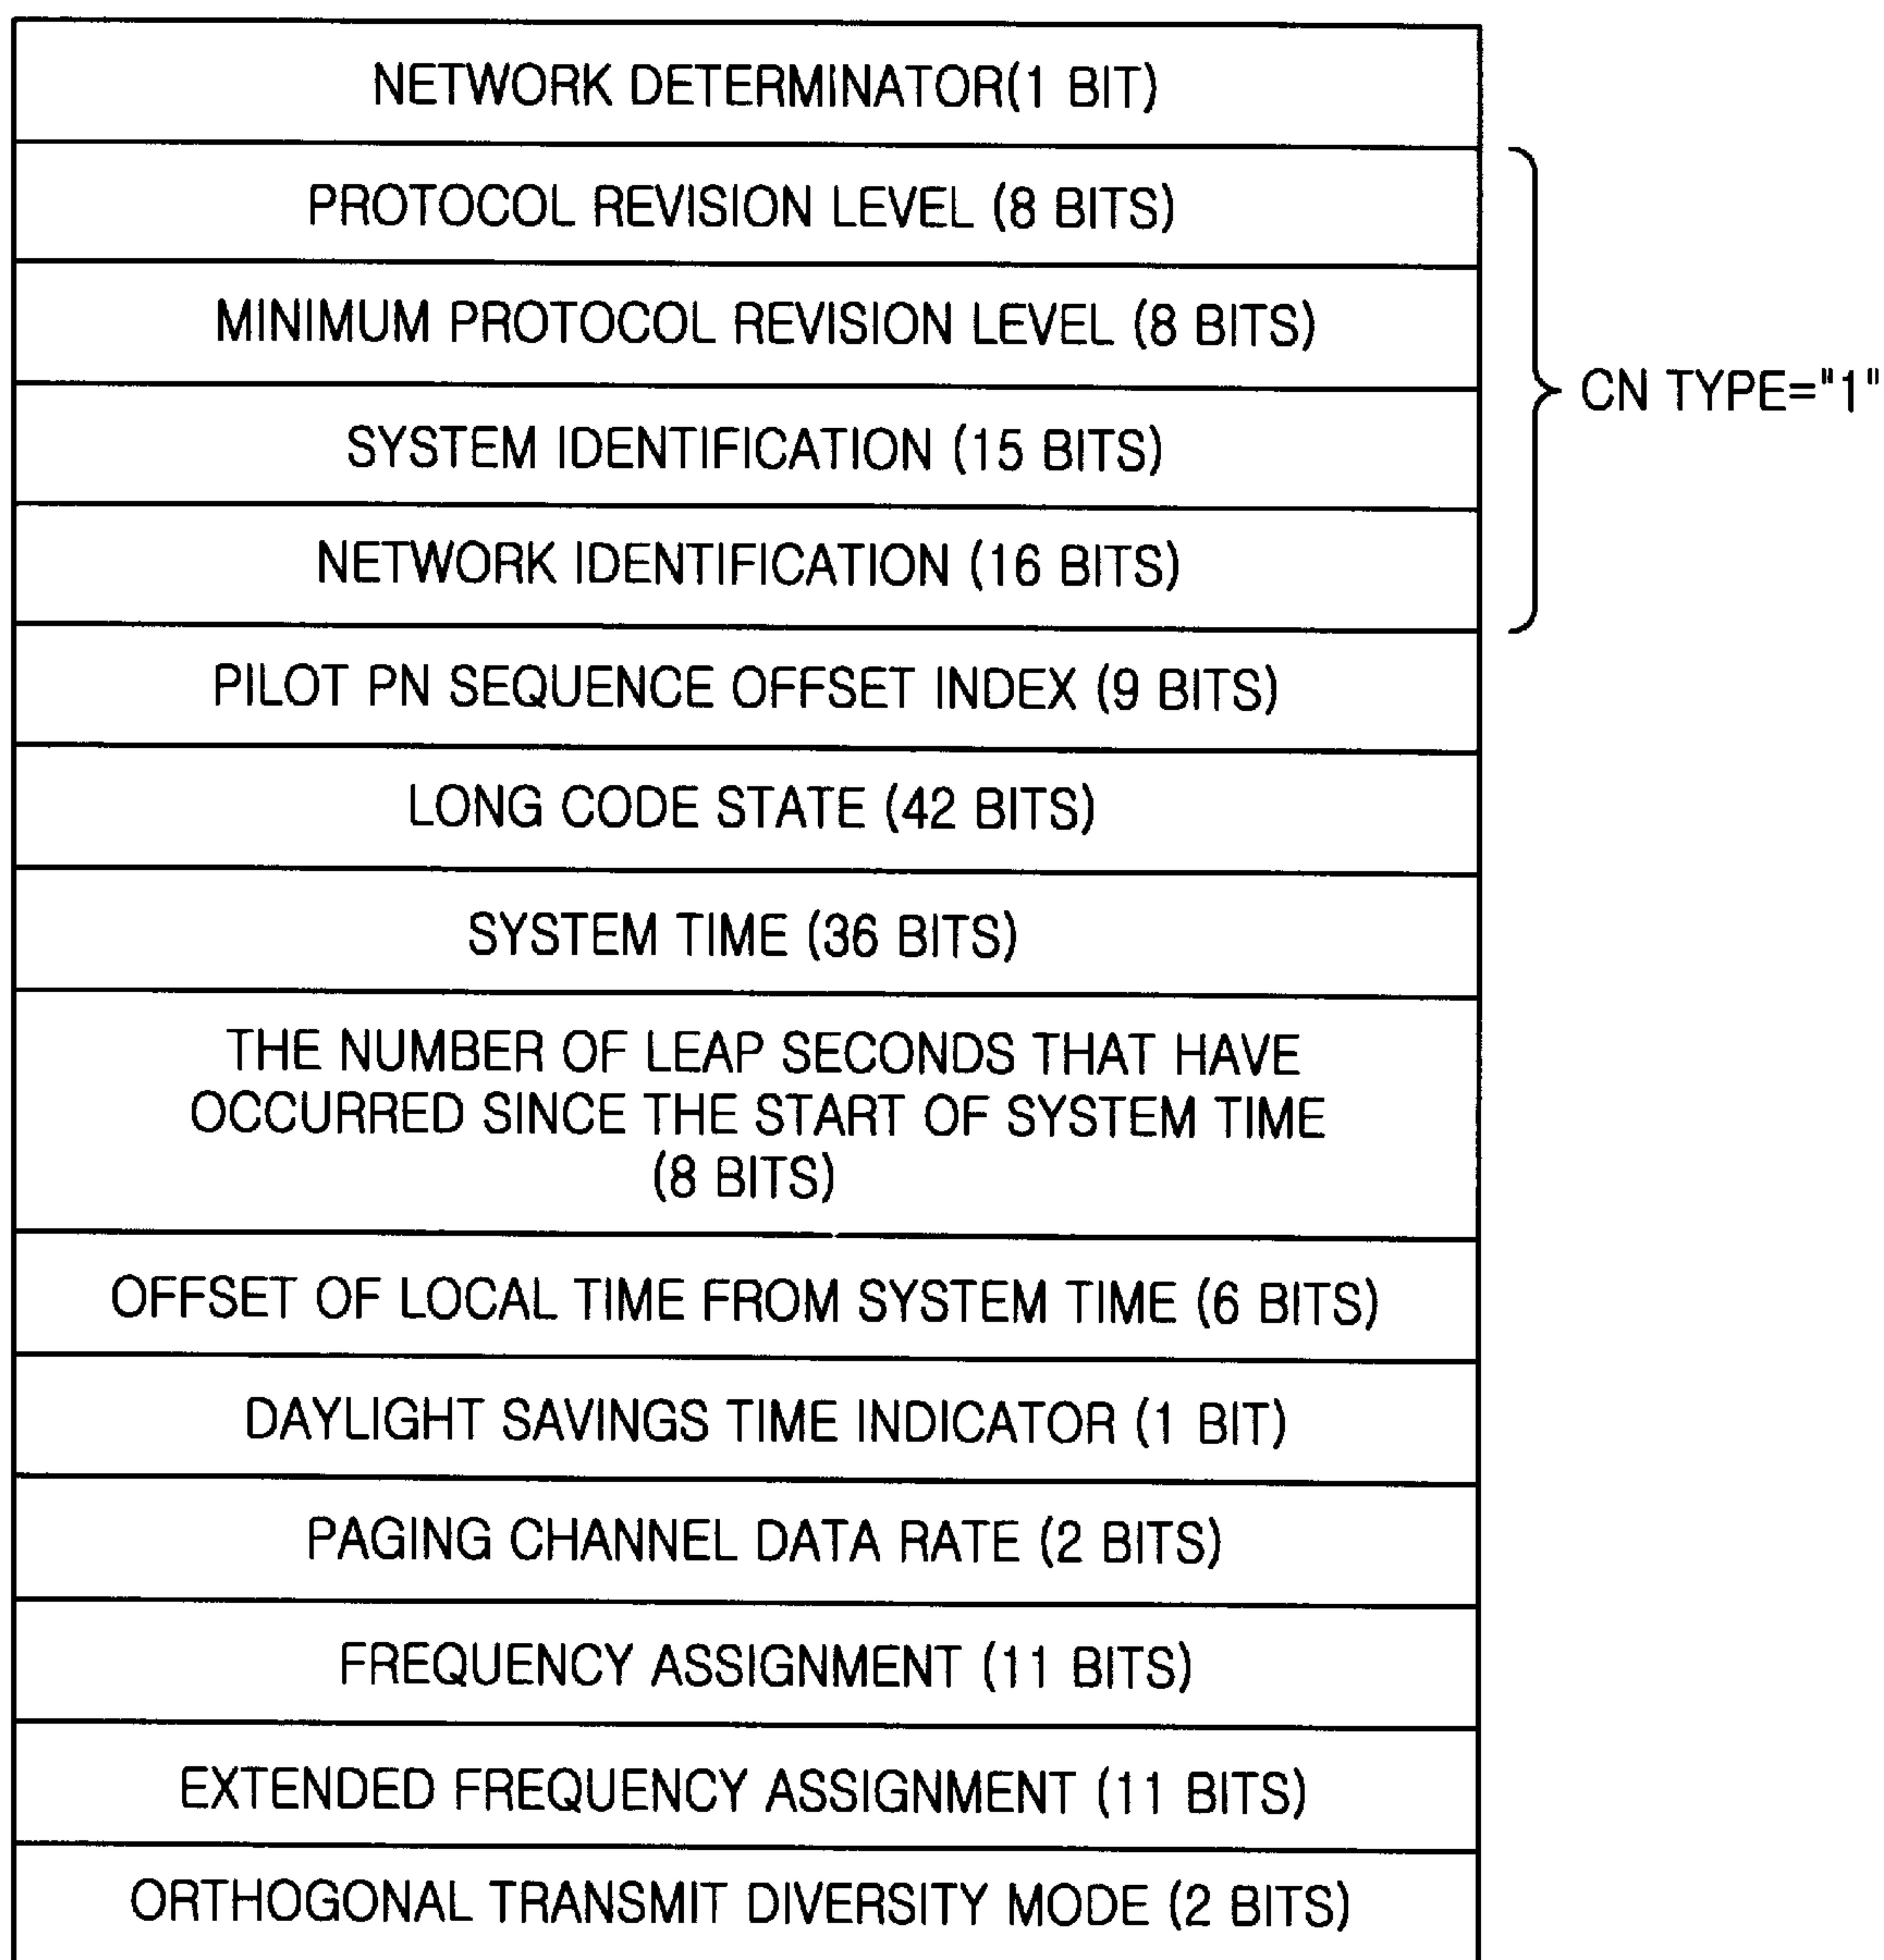 NETWORK DETERMINATOR(1 BIT)
PROTOCOL REVISION LEVEL (8 BITS)
MINIMUM PROTOCOL REVISION LEVEL (8 BITS)
CN TYPE="1"
SYSTEM IDENTIFICATION (15 BITS)
NETWORK IDENTIFICATION (16 BITS)
PILOT PN SEQUENCE OFFSET INDEX (9 BITS)
LONG CODE STATE (42 BITS)
SYSTEM TIME (36 BITS)
THE NUMBER OF LEAP SECONDS THAT HAVE
OCCURRED SINCE THE START OF SYSTEM TIME
(8 BITS)
OFFSET OF LOCAL TIME FROM SYSTEM TIME (6 BITS)
DAYLIGHT SAVINGS TIME INDICATOR (1 BIT)
PAGING CHANNEL DATA RATE (2 BITS)
FREQUENCY ASSIGNMENT (11 BITS)
EXTENDED FREQUENCY ASSIGNMENT (11 BITS)
ORTHOGONAL TRANSMIT DIVERSITY MODE (2 BITS)